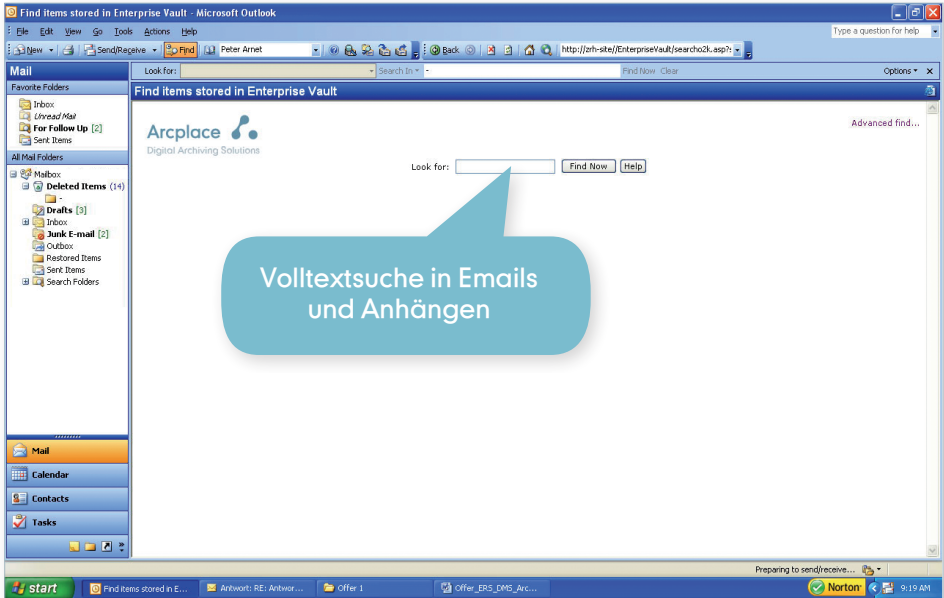 Find items stored in Enterprise Vault - Microsoft Outlook
File Edit View Go Tools Actions Help
Type a question for help
New Send/Receive Find Peter Arnet Back http://zrh-site//EnterpriseVault/searcho2k.asp?s
Mail
Look for: Search In - Find Now Clear Options
Favorite Folders
Find items stored in Enterprise Vault
Inbox
Unread Mail
For Follow Up [2]
Sent Items
Arcplace
Digital Archiving Solutions
Advanced find...
Look for: Find Now Help
All Mail Folders
Mailbox
Deleted Items (14)
-
Drafts [3]
Inbox
Junk E-mail [2]
Outbox
Restored Items
Sent Items
Search Folders
Volltextsuche in Emails
und Anhängen
Mail
Calendar
Contacts
Tasks
Preparing to send/receive...
start Find items stored in E... Antwort: RE: Antwor... Offer 1 Offer_ERS_DMS_Arc... Norton 9:19 AM